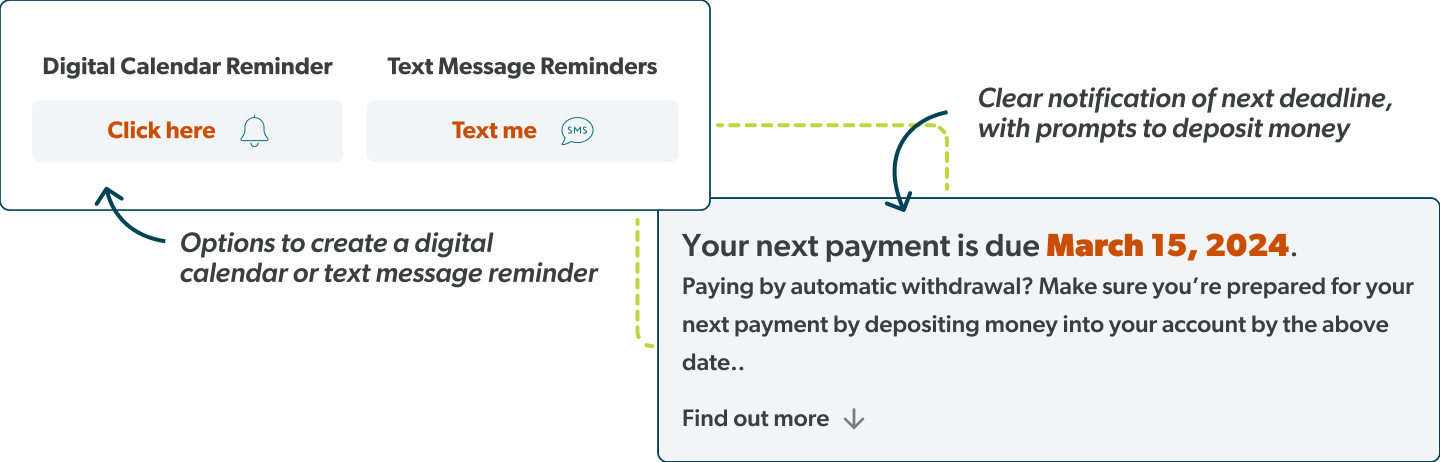 Digital Calendar Reminder
Text Message Reminders
Click here
Text me
SMS
Options to create a digital
calendar or text message reminder
Clear notification of next deadline,
with prompts to deposit money
Your next payment is due March 15, 2024.
Paying by automatic withdrawal? Make sure you’re prepared for your
next payment by depositing money into your account by the above
date..
Find out more